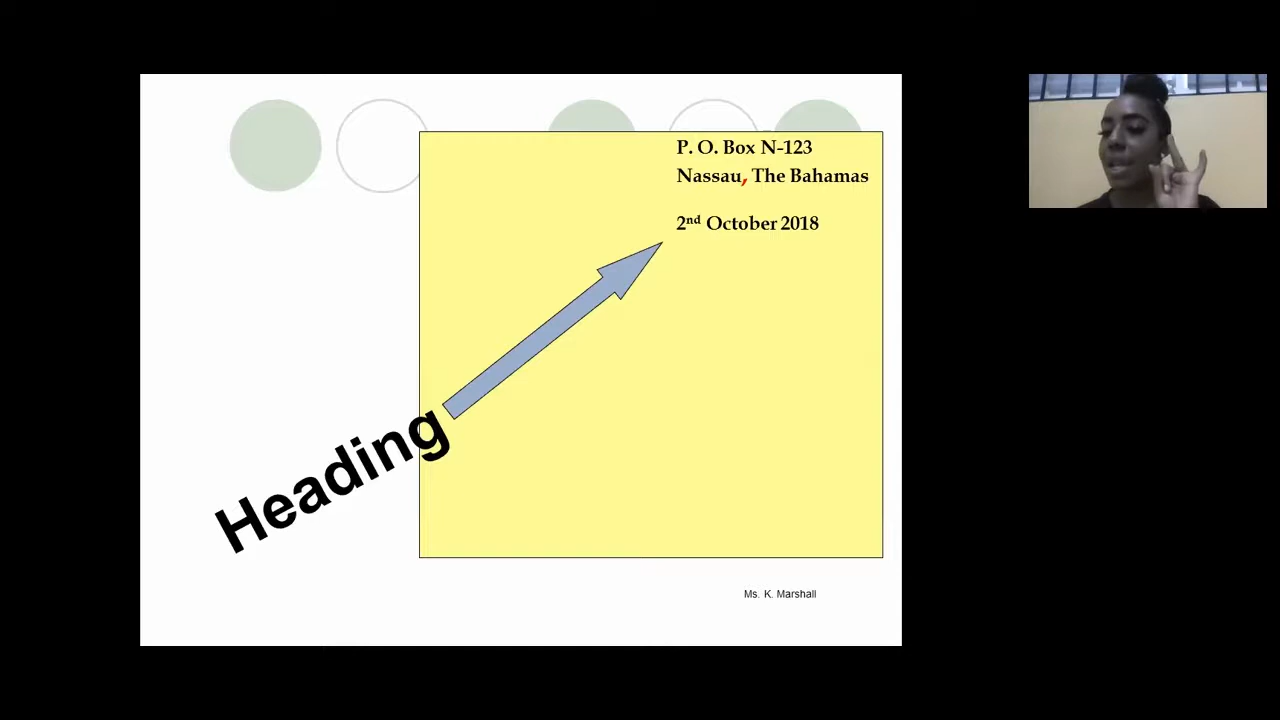 P. O. Box N-123
Nassau, The Bahamas
2nd October 2018
Heading
Ms. K. Marshall